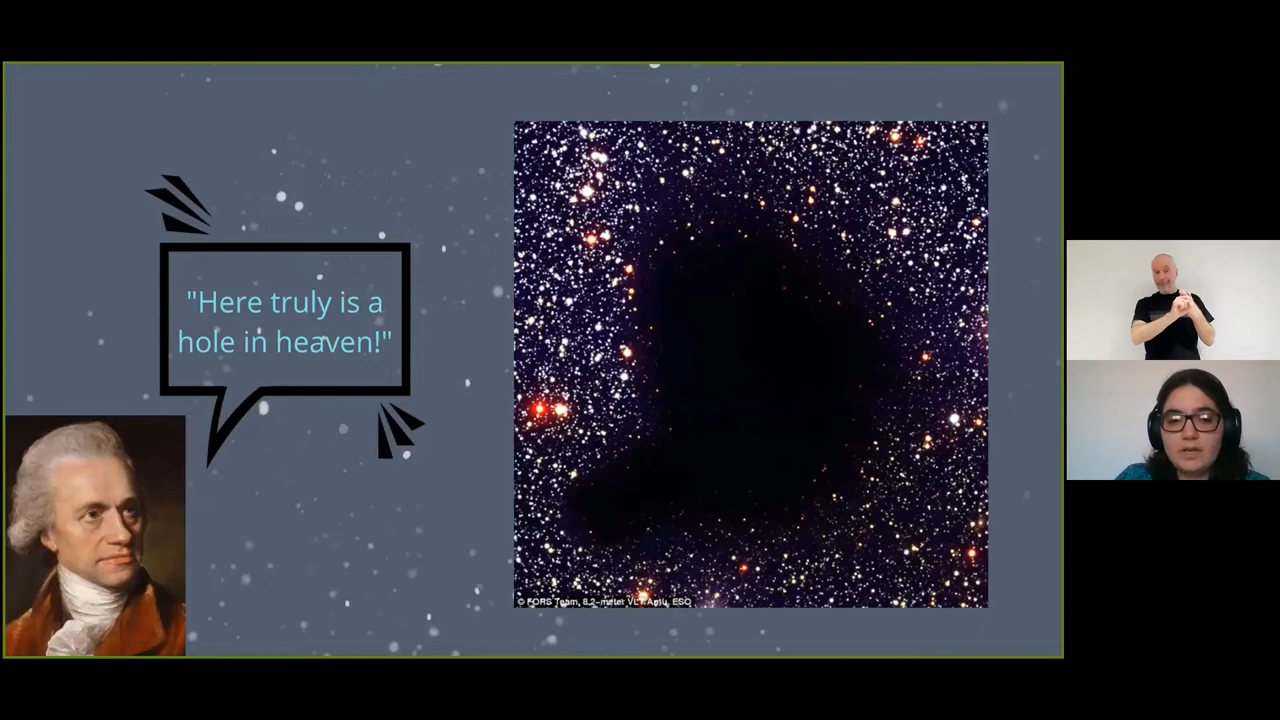 "Here truly is a
hole in heaven!"
© FORS Team, 8.2-meter VLT Antu, ESO